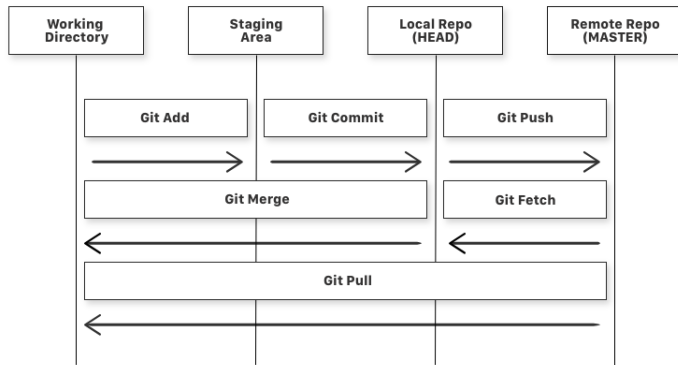 Working
Directory
Staging
Area
Local Repo
(HEAD)
Remote Repo
(MASTER)
Git Add
Git Commit
Git Push
Git Merge
Git Fetch
Git Pull